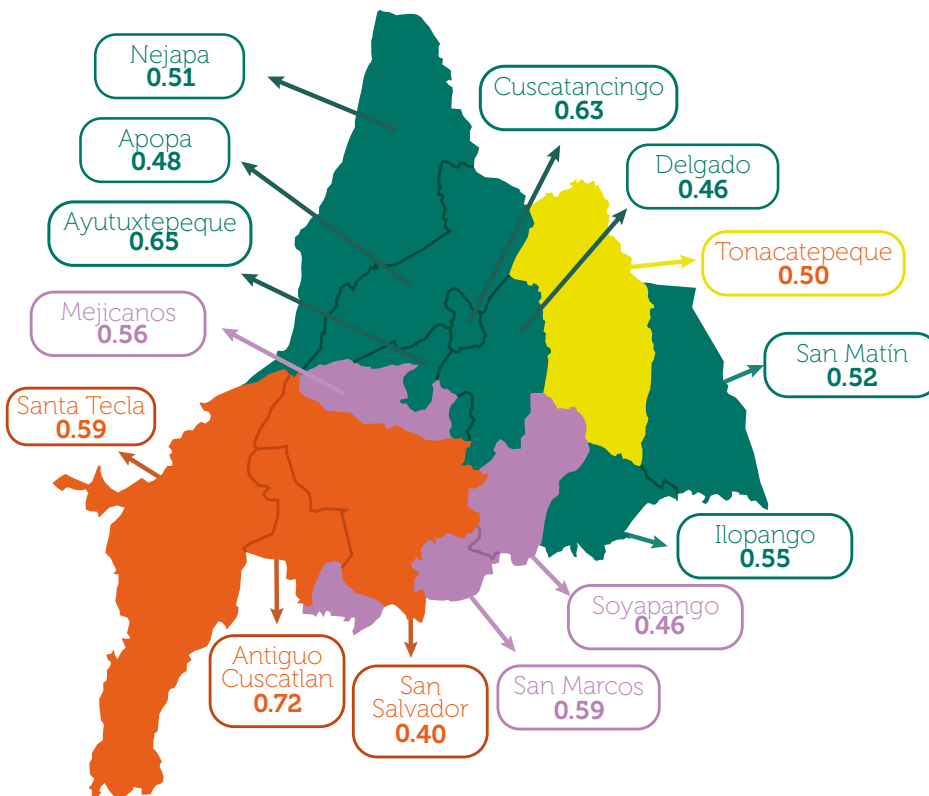 Nejapa
0.51
Cuscatancingo
0.63
Apopa
0.48
Delgado
0.46
Ayutuxtepeque
0.65
Tonacatepeque
0.50
Mejicanos
0.56
San Matín
0.52
Santa Tecla
0.59
Ilopango
0.55
Soyapango
0.46
Antiguo
Cuscatlan
0.72
San
Salvador
0.40
San Marcos
0.59